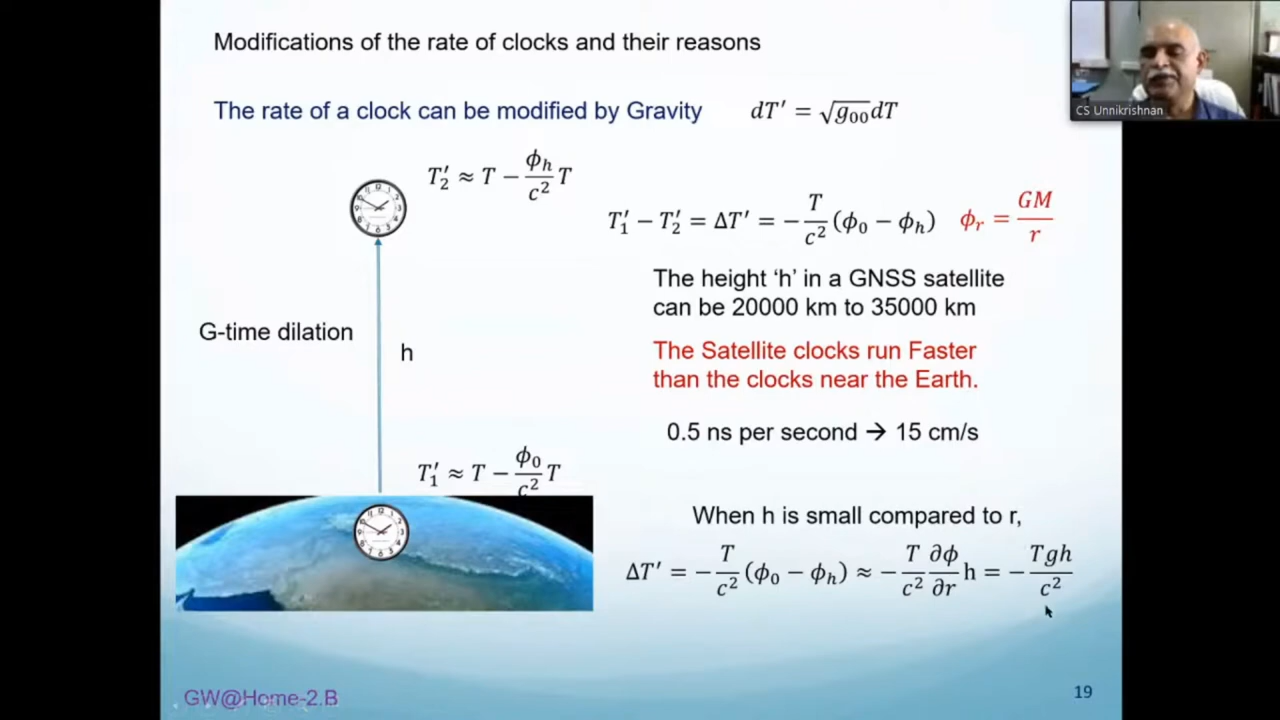 Modifications of the rate of clocks and their reasons
CS Unnikrishnan
The rate of a clock can be modified by Gravity
dT′ = √g₀₀dT
T′₂ ≈ T − ϕₕ/c² T
T′₁ − T′₂ = ΔT′ = − T/c² (ϕ₀ − ϕₕ)
ϕᵣ = GM/r
The height ‘h’ in a GNSS satellite
can be 20000 km to 35000 km
G-time dilation
h
The Satellite clocks run Faster
than the clocks near the Earth.
0.5 ns per second → 15 cm/s
T′₁ ≈ T − ϕ₀/c² T
When h is small compared to r,
ΔT′ = − T/c² (ϕ₀ − ϕₕ) ≈ − T/c² ∂ϕ/∂r h = − Tgh/c²
GW@Home-2.B
19